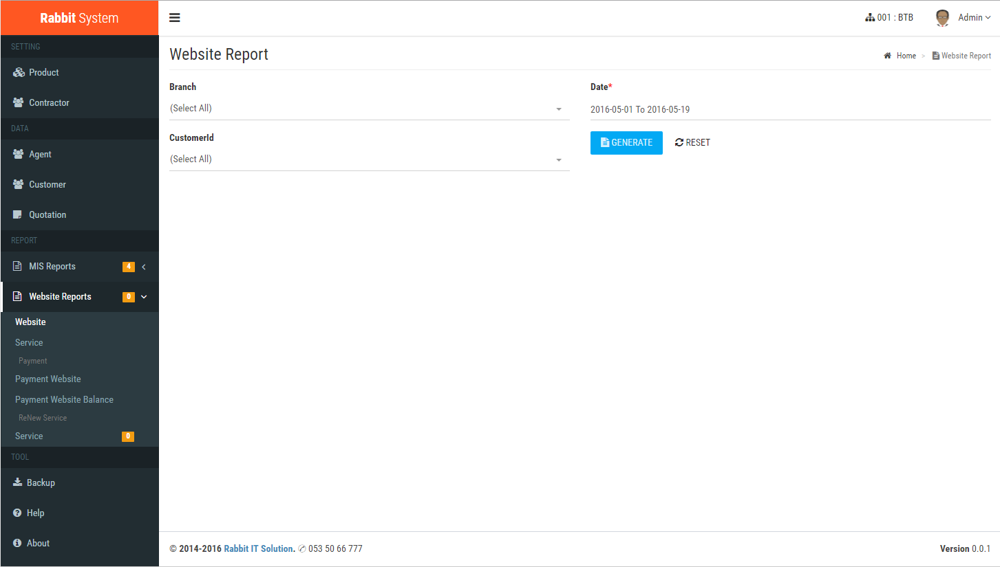 Rabbit System
001 : BTB
Admin
SETTING
Product
Contractor
DATA
Agent
Customer
Quotation
REPORT
MIS Reports 4
Website Reports 0
Website
Service
Payment
Payment Website
Payment Website Balance
ReNew Service
Service 0
TOOL
Backup
Help
About
Website Report
Home > Website Report
Branch
(Select All)
CustomerId
(Select All)
Date*
2016-05-01 To 2016-05-19
GENERATE
RESET
© 2014-2016 Rabbit IT Solution. ✆ 053 50 66 777
Version 0.0.1